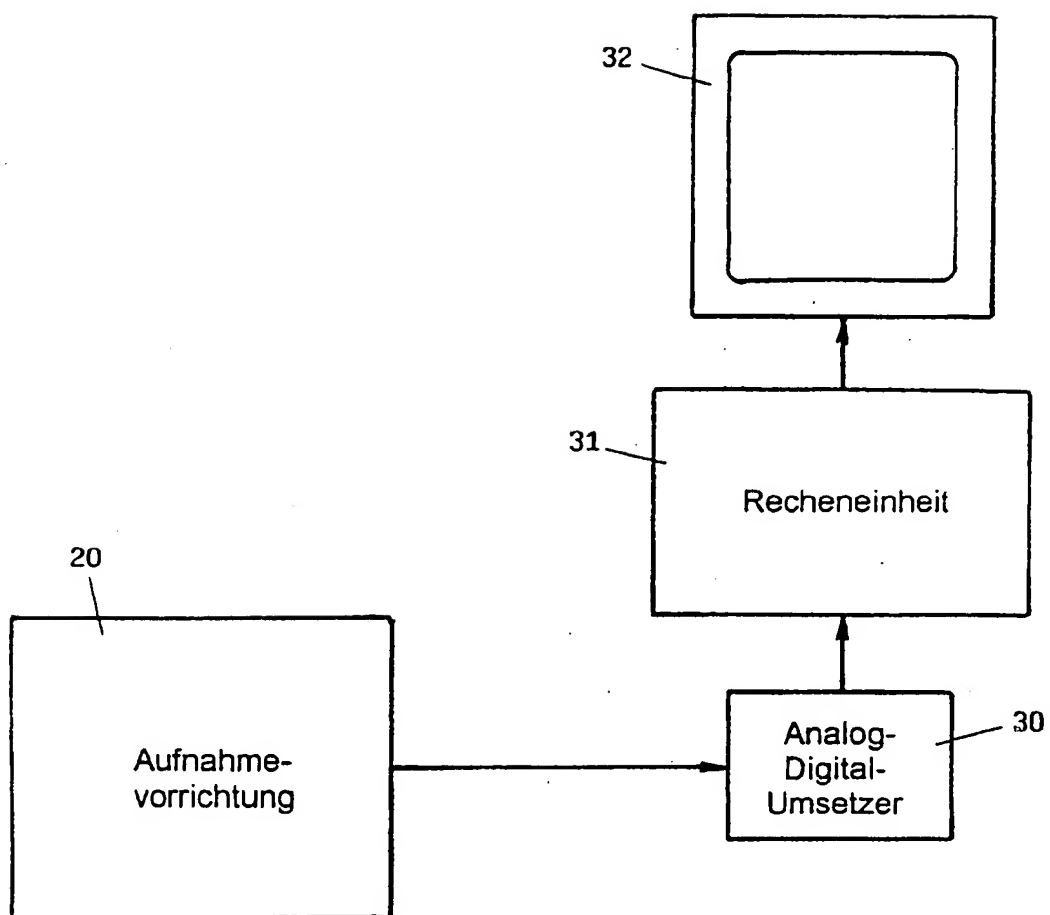 32
31
Recheneinheit
20
Aufnahme-
vorrichtung
30
Analog-
Digital-
Umsetzer